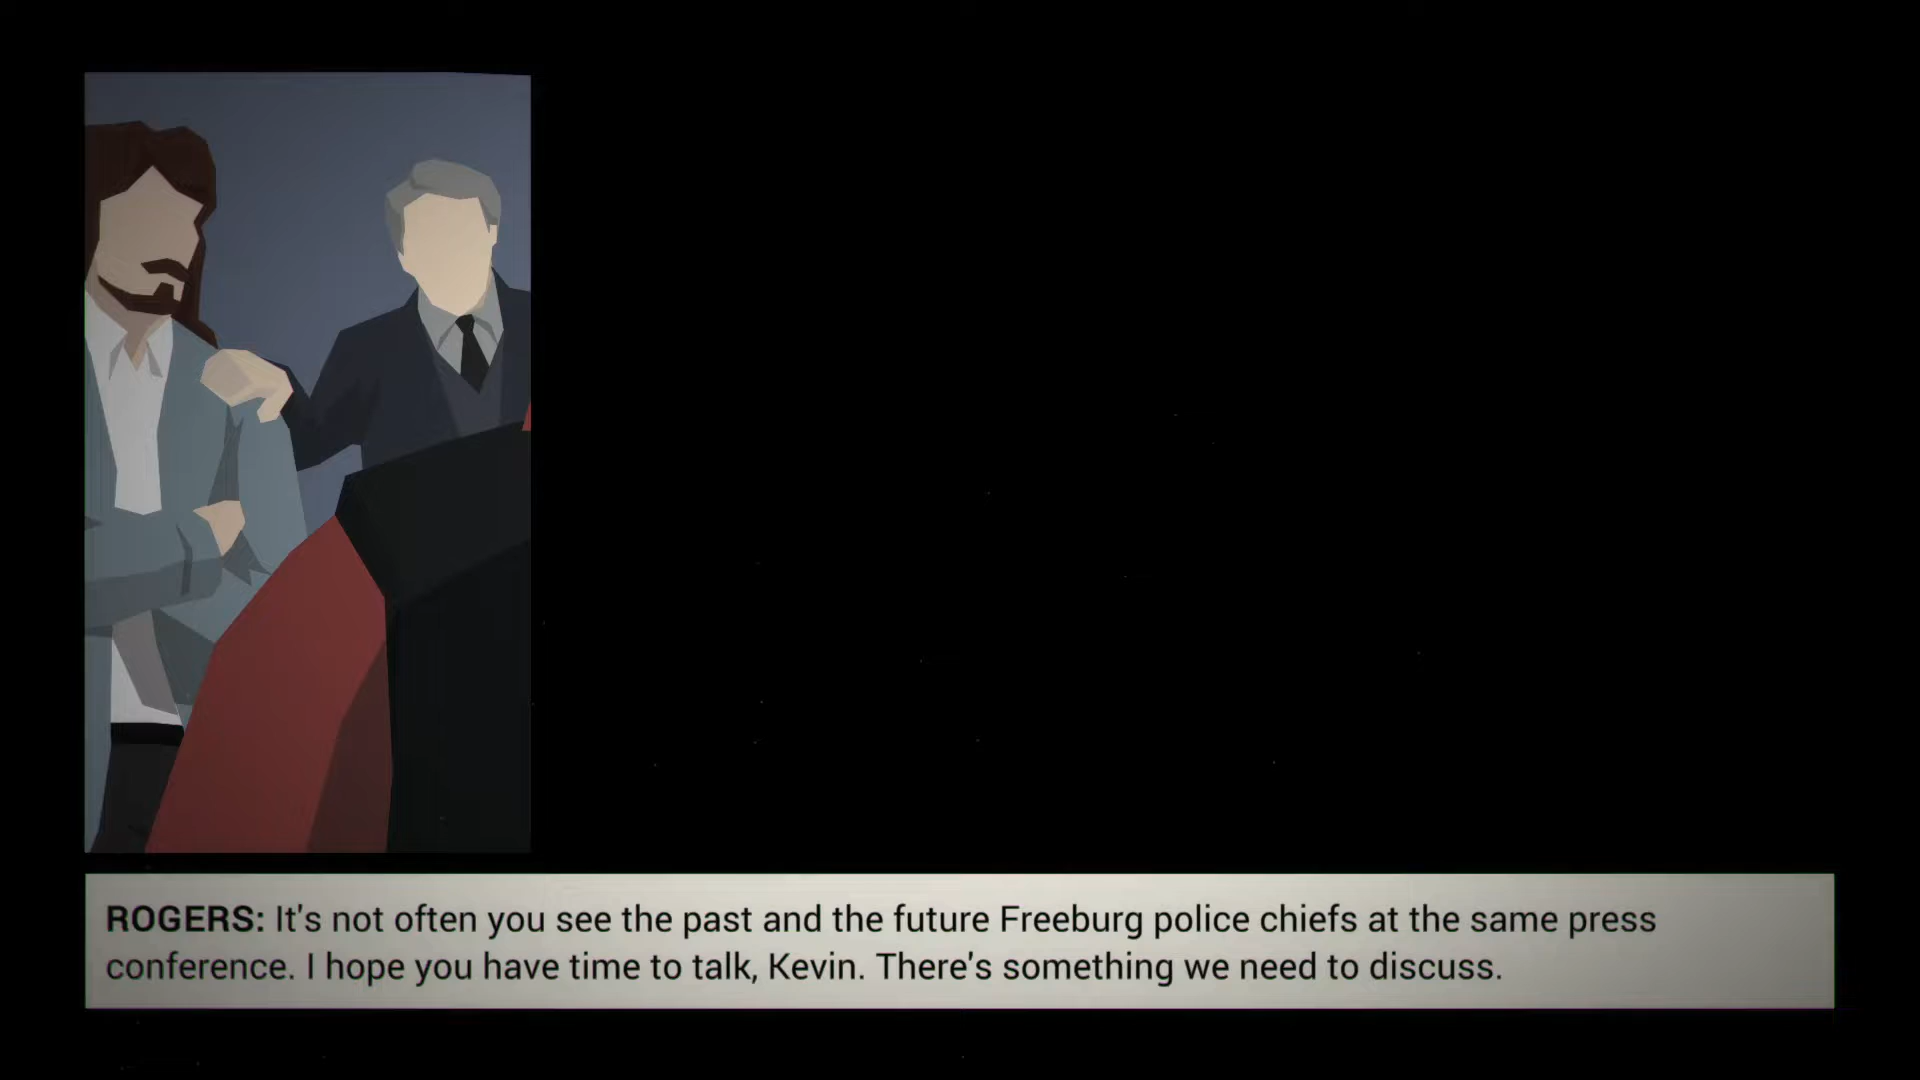 ROGERS: It's not often you see the past and the future Freeburg police chiefs at the same press
conference. I hope you have time to talk, Kevin. There's something we need to discuss.